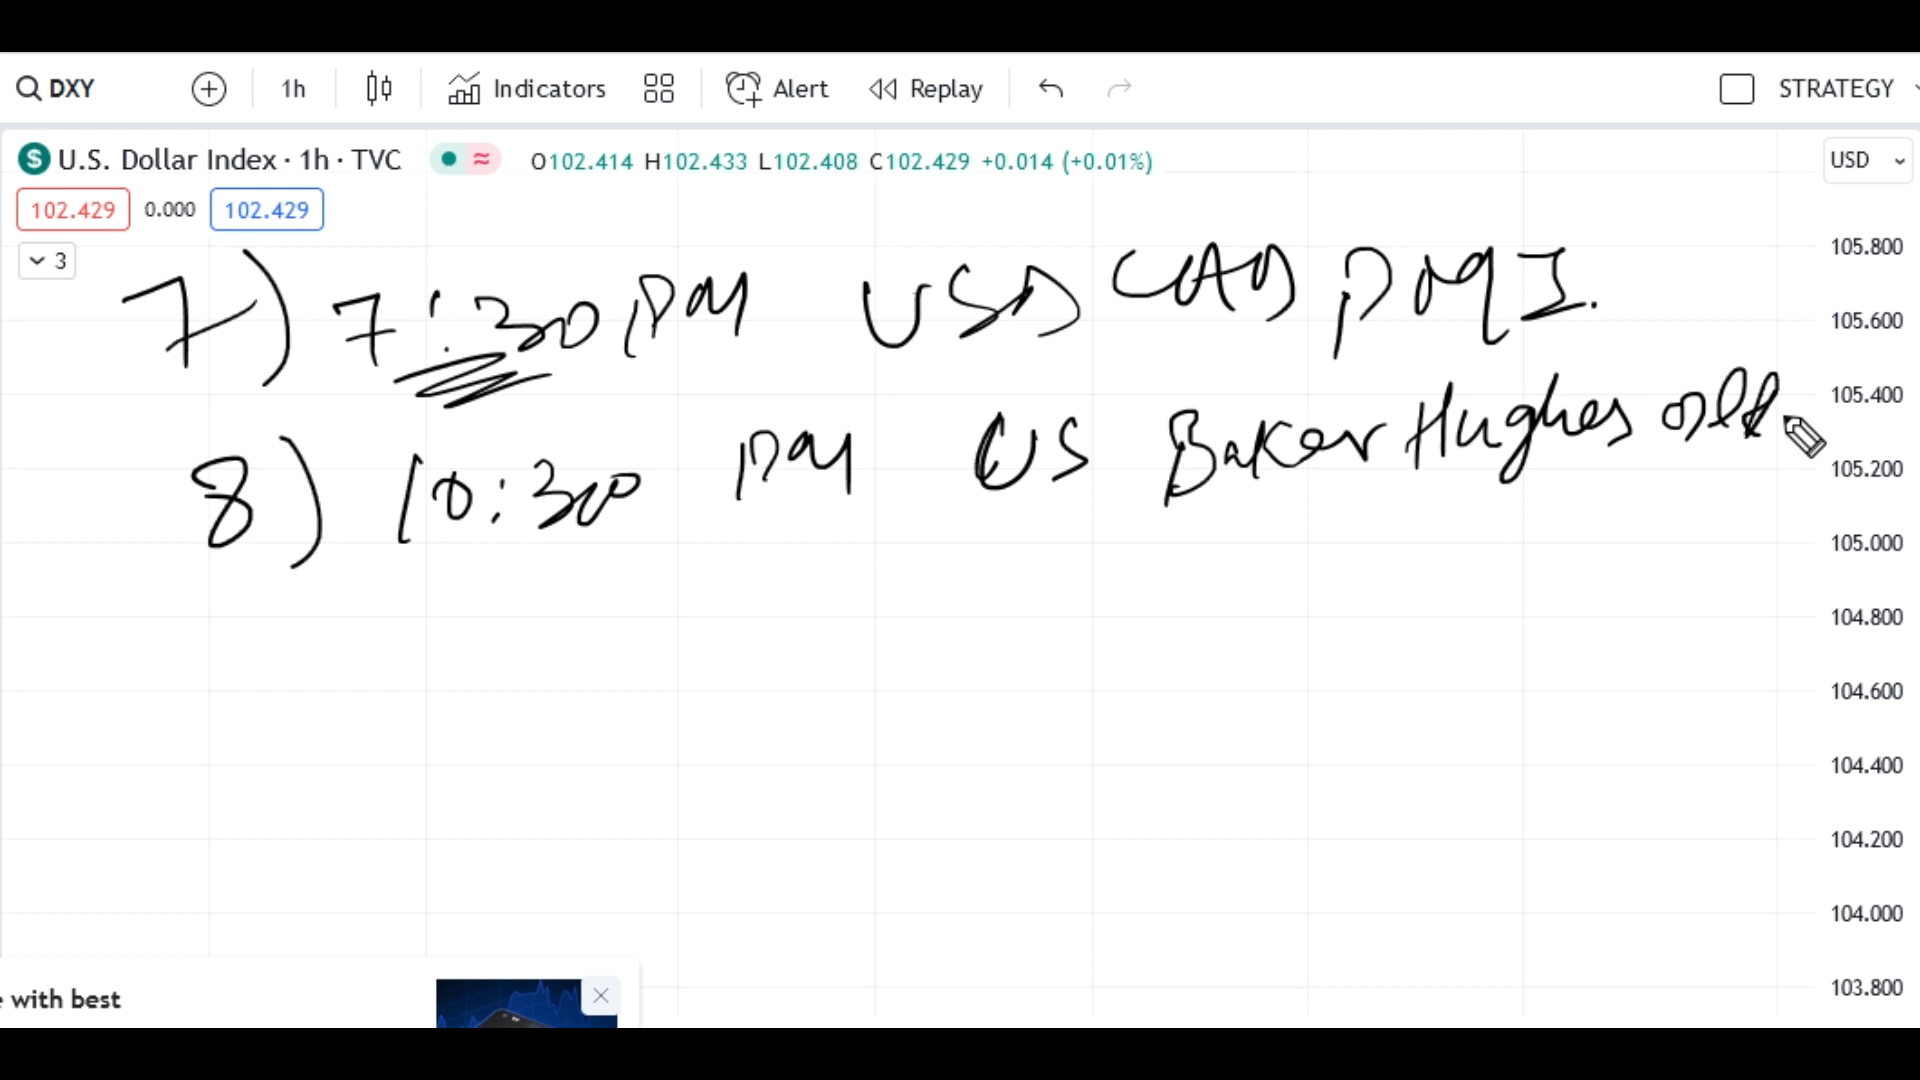 DXY 1h Indicators Alert Replay STRATEGY
U.S. Dollar Index · 1h · TVC O102.414 H102.433 L102.408 C102.429 +0.014 (+0.01%) USD
102.429 0.000 102.429
3
7) 7:30 PM USD CAD PMI.
8) 10:30 PM US Baker Hughes
105.800
105.600
105.400
105.200
105.000
104.800
104.600
104.400
104.200
104.000
103.800
with best